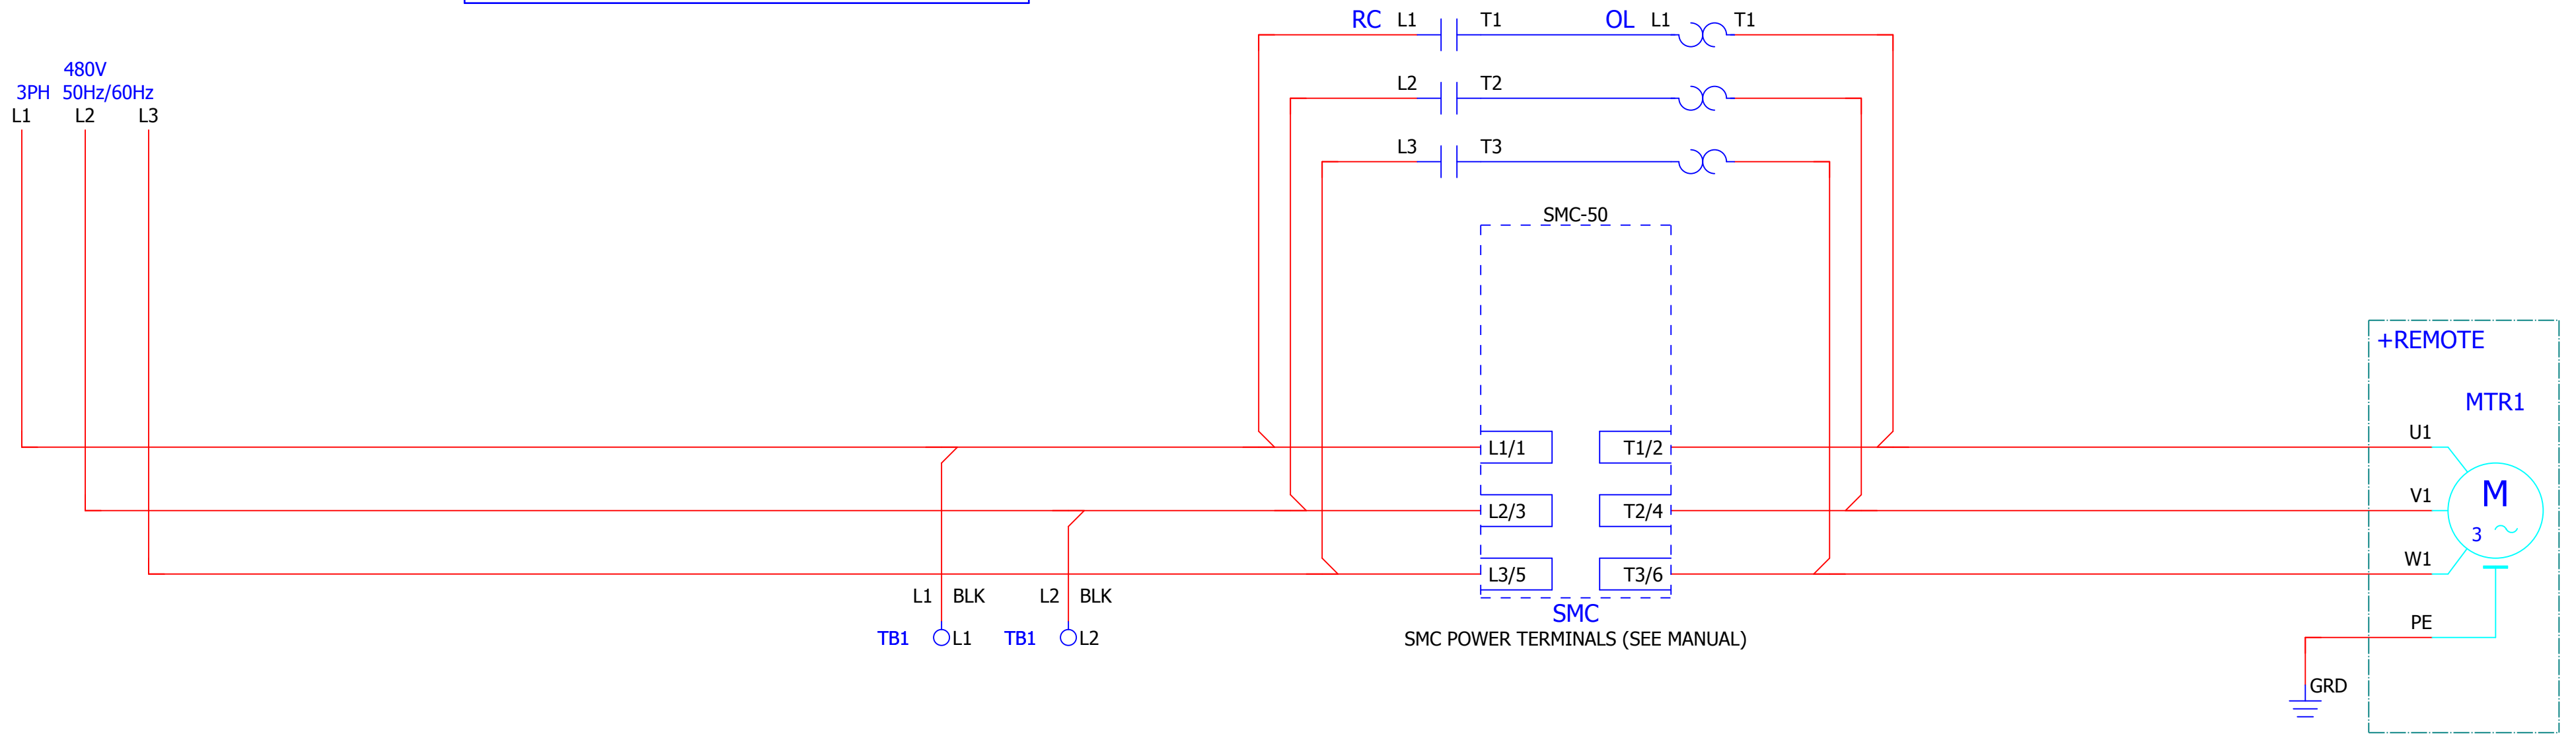 RC L1 T1 OL L1 T1
480V
L2 T2
3PH 50Hz/60Hz
L1 L2 L3
L3 T3
SMC-50
+REMOTE
MTR1
U1
L1/1 T1/2
V1
M
L2/3 T2/4
3
W1
L3/5 T3/6
L1 BLK L2 BLK
SMC
PE
TB1 L1 TB1 L2
SMC POWER TERMINALS (SEE MANUAL)
GRD